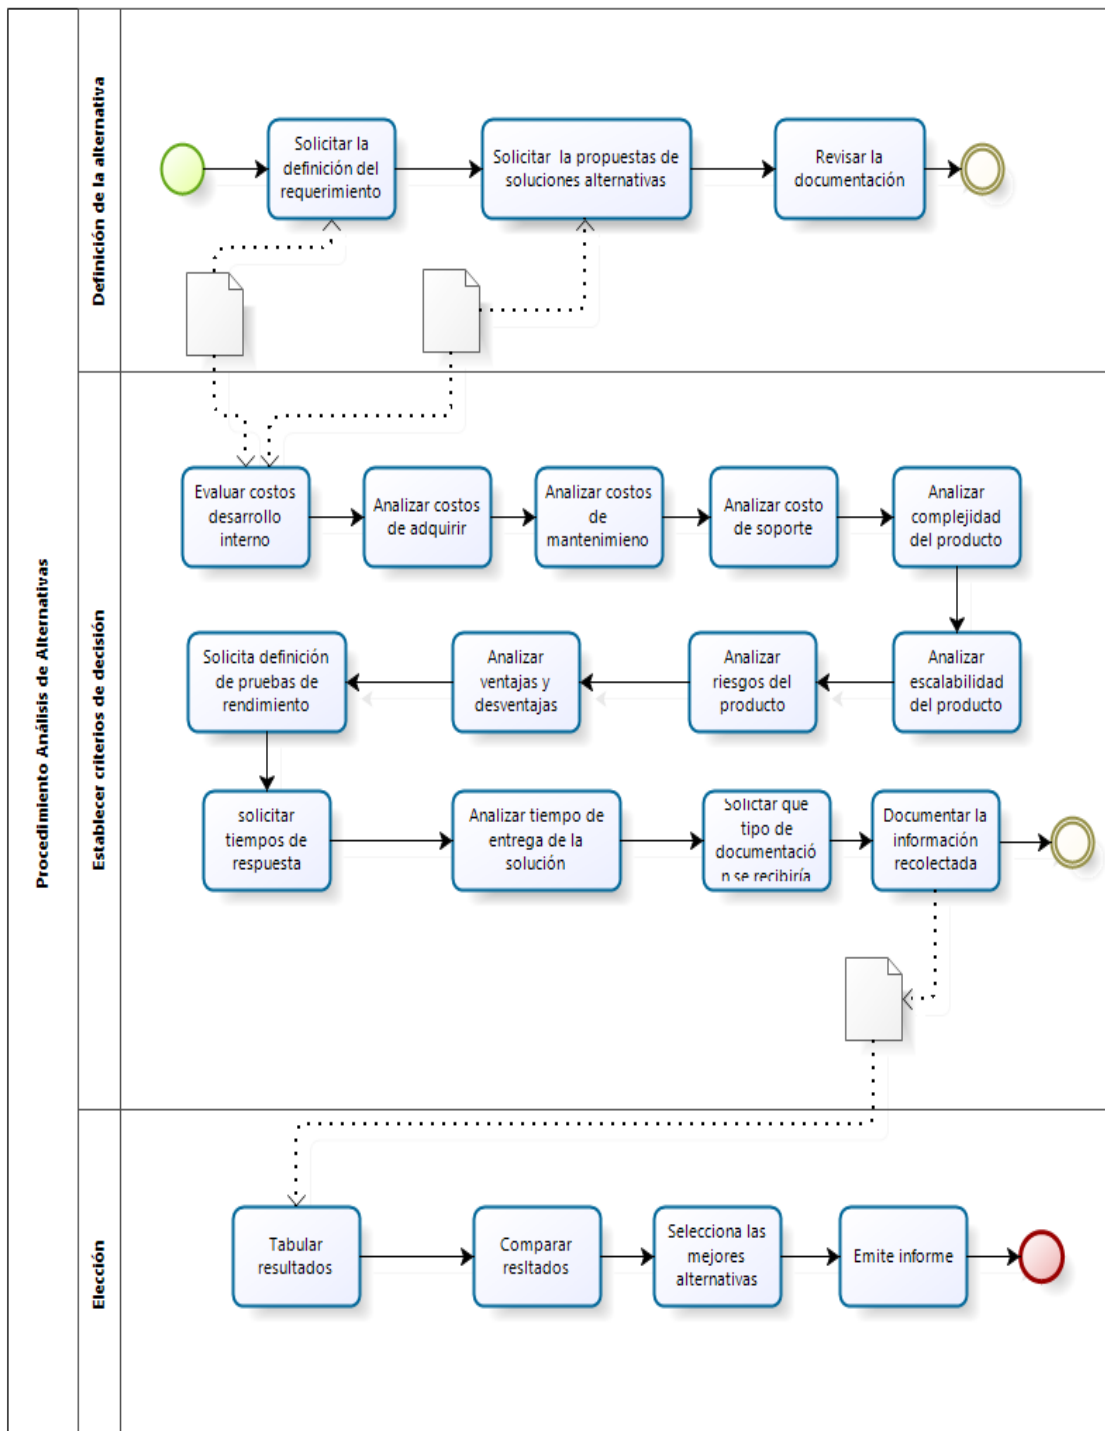 Procedimiento Análisis de Alternativas
Definición de la alternativa
Solicitar la
definición del
requerimiento
Solicitar la propuestas de
soluciones alternativas
Revisar la
documentación
Establecer criterios de decisión
Evaluar costos
desarrollo
interno
Analizar costos
de adquirir
Analizar costos
de
mantenimieno
Analizar costo
de soporte
Analizar
complejidad
del producto
Solicita definición
de pruebas de
rendimiento
Analizar
ventajas y
desventajas
Analizar
riesgos del
producto
Analizar
escalabilidad
del producto
solicitar
tiempos de
respuesta
Analizar tiempo de
entrega de la
solución
Solictar que
tipo de
documentació
n se recibiría
Documentar la
información
recolectada
Elección
Tabular
resultados
Comparar
resltados
Selecciona las
mejores
alternativas
Emite informe